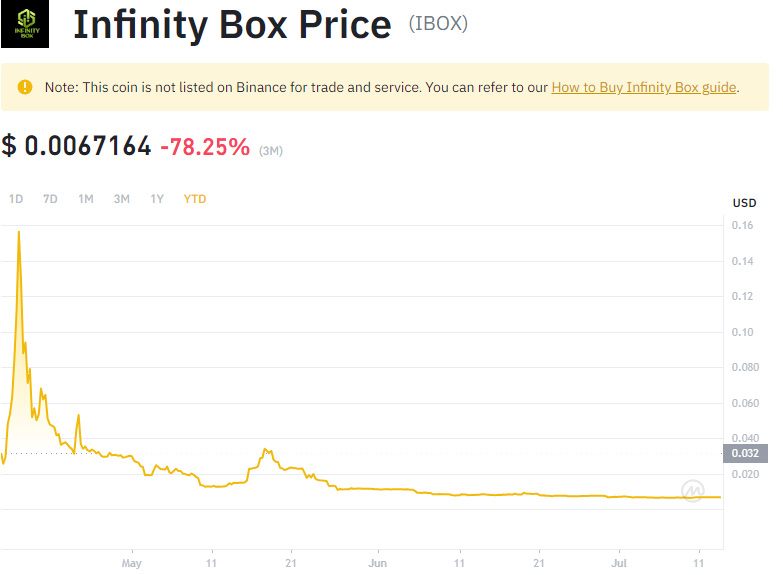 INFINITY
BOX
Infinity Box Price (IBOX)
Note: This coin is not listed on Binance for trade and service. You can refer to our How to Buy Infinity Box guide.
$ 0.0067164 -78.25% (3M)
1D 7D 1M 3M 1Y YTD
USD
0.16
0.14
0.12
0.10
0.080
0.060
0.040
0.032
0.020
May 11 21 Jun 11 21 Jul 11